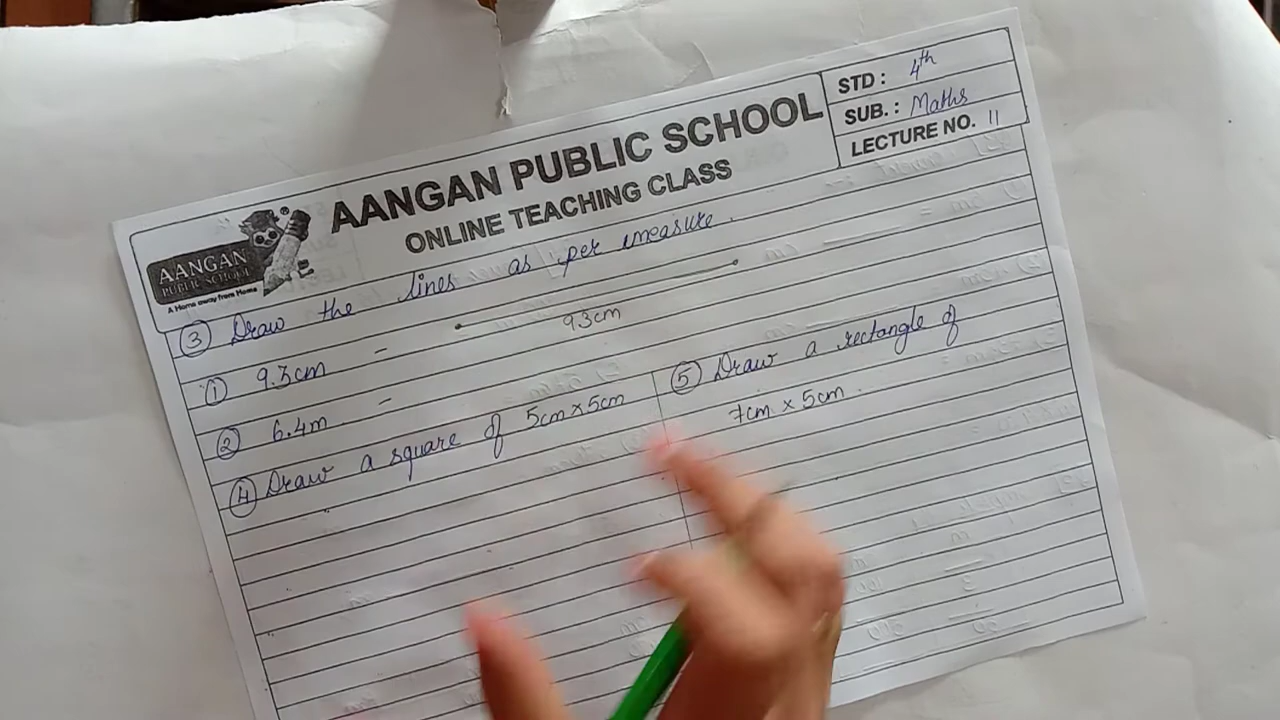 AANGAN PUBLIC SCHOOL
ONLINE TEACHING CLASS
STD : 4th
SUB. : Maths
LECTURE NO. 11
AANGAN
PUBLIC SCHOOL
A Home away from Home
③ Draw the lines as per measure.
① 9.3cm -
93cm
② 6.4m -
④ Draw a square of 5cm×5cm
⑤ Draw a rectangle of
7cm × 5cm.